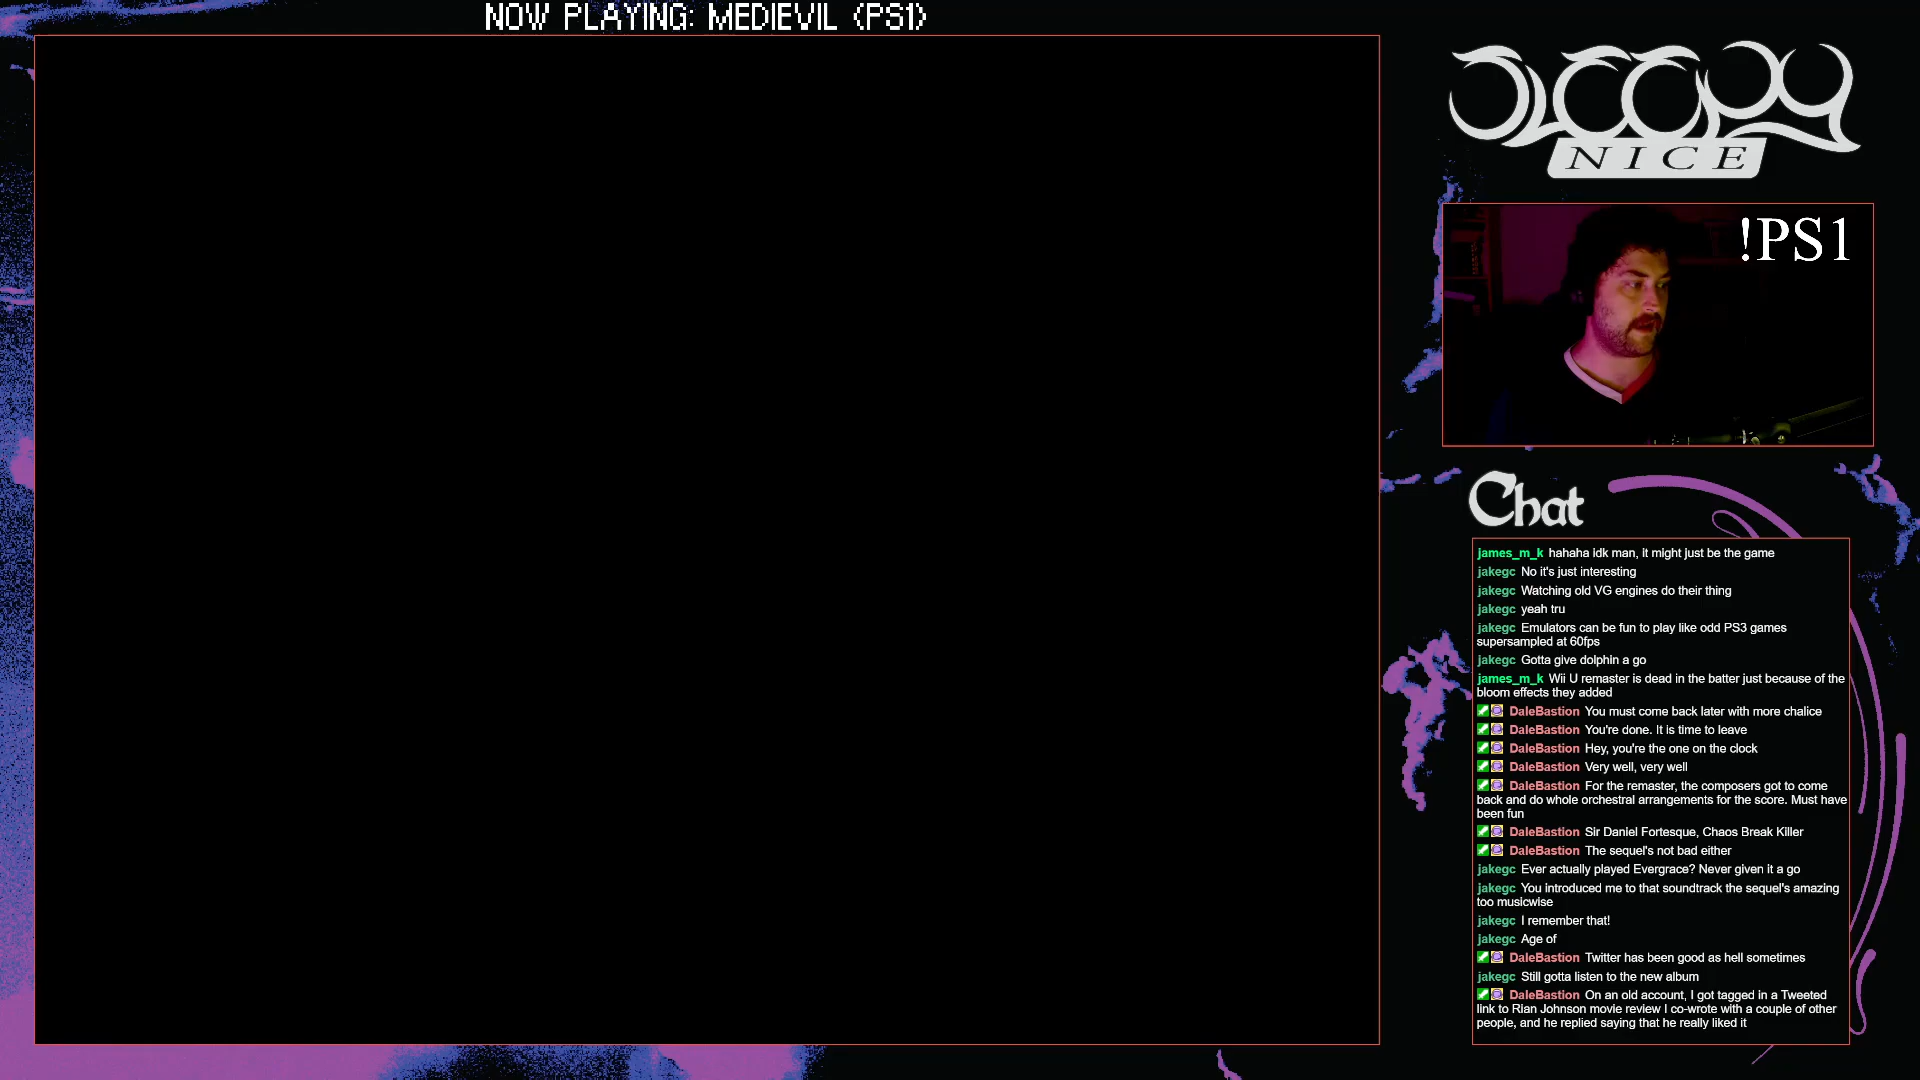 NOW PLAYING: MEDIEVIL (PS1)
SLEEPY
NICE
!PS1
Chat
james_m_k hahaha idk man, it might just be the game
jakegc No it's just interesting
jakegc Watching old VG engines do their thing
jakegc yeah tru
jakegc Emulators can be fun to play like odd PS3 games
supersampled at 60fps
jakegc Gotta give dolphin a go
james_m_k Wii U remaster is dead in the batter just because of the
bloom effects they added
DaleBastion You must come back later with more chalice
DaleBastion You're done. It is time to leave
DaleBastion Hey, you're the one on the clock
DaleBastion Very well, very well
DaleBastion For the remaster, the composers got to come
back and do whole orchestral arrangements for the score. Must have
been fun
DaleBastion Sir Daniel Fortesque, Chaos Break Killer
DaleBastion The sequel's not bad either
jakegc Ever actually played Evergrace? Never given it a go
jakegc You introduced me to that soundtrack the sequel's amazing
too musicwise
jakegc I remember that!
jakegc Age of
DaleBastion Twitter has been good as hell sometimes
jakegc Still gotta listen to the new album
DaleBastion On an old account, I got tagged in a Tweeted
link to Rian Johnson movie review I co-wrote with a couple of other
people, and he replied saying that he really liked it